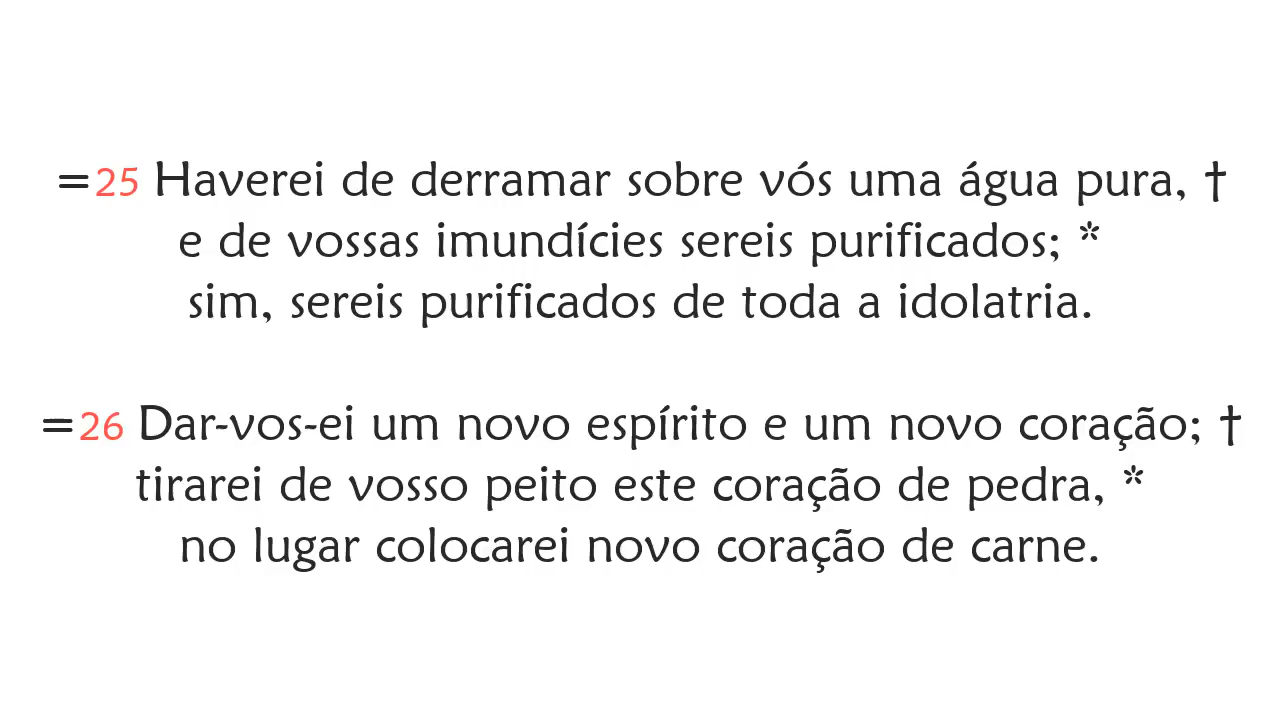 =25 Haverei de derramar sobre vós uma água pura, †
e de vossas imundícies sereis purificados; *
sim, sereis purificados de toda a idolatria.
=26 Dar-vos-ei um novo espírito e um novo coração; †
tirarei de vosso peito este coração de pedra, *
no lugar colocarei novo coração de carne.